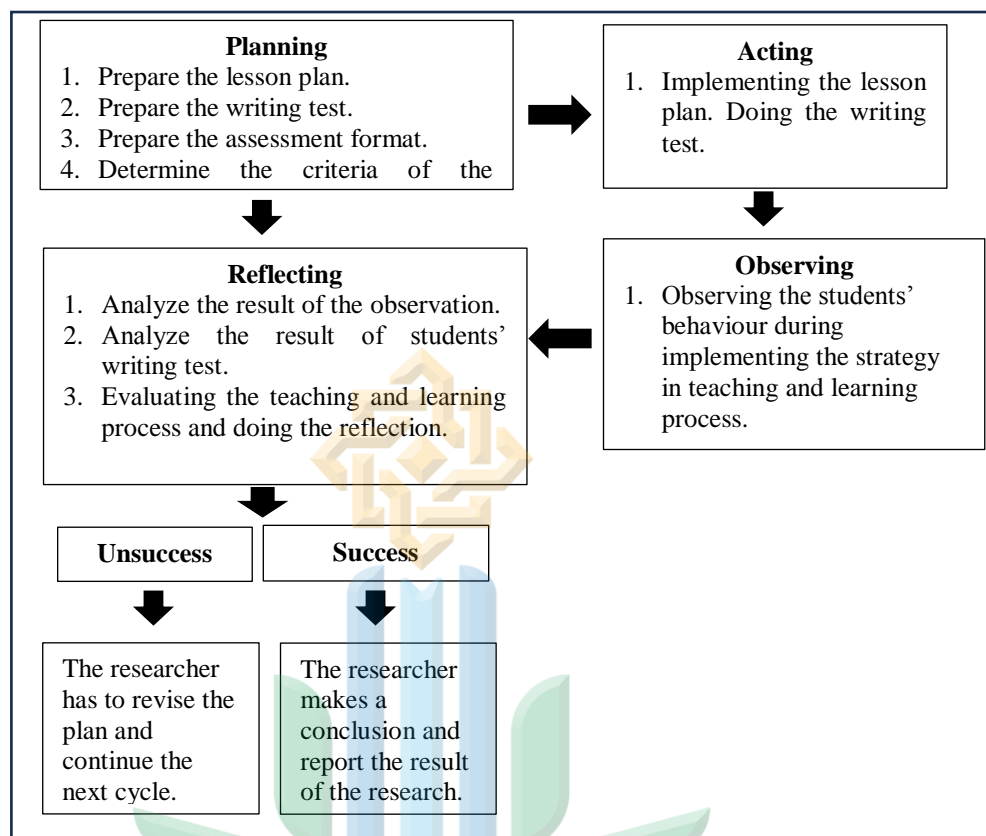 Planning
1. Prepare the lesson plan.
2. Prepare the writing test.
3. Prepare the assessment format.
4. Determine the criteria of the
Acting
1. Implementing the lesson
plan. Doing the writing
test.
Reflecting
1. Analyze the result of the observation.
2. Analyze the result of students’
writing test.
3. Evaluating the teaching and learning
process and doing the reflection.
Observing
1. Observing the students’
behaviour during
implementing the strategy
in teaching and learning
process.
Unsuccess
Success
The researcher
has to revise the
plan and
continue the
next cycle.
The researcher
makes a
conclusion and
report the result
of the research.